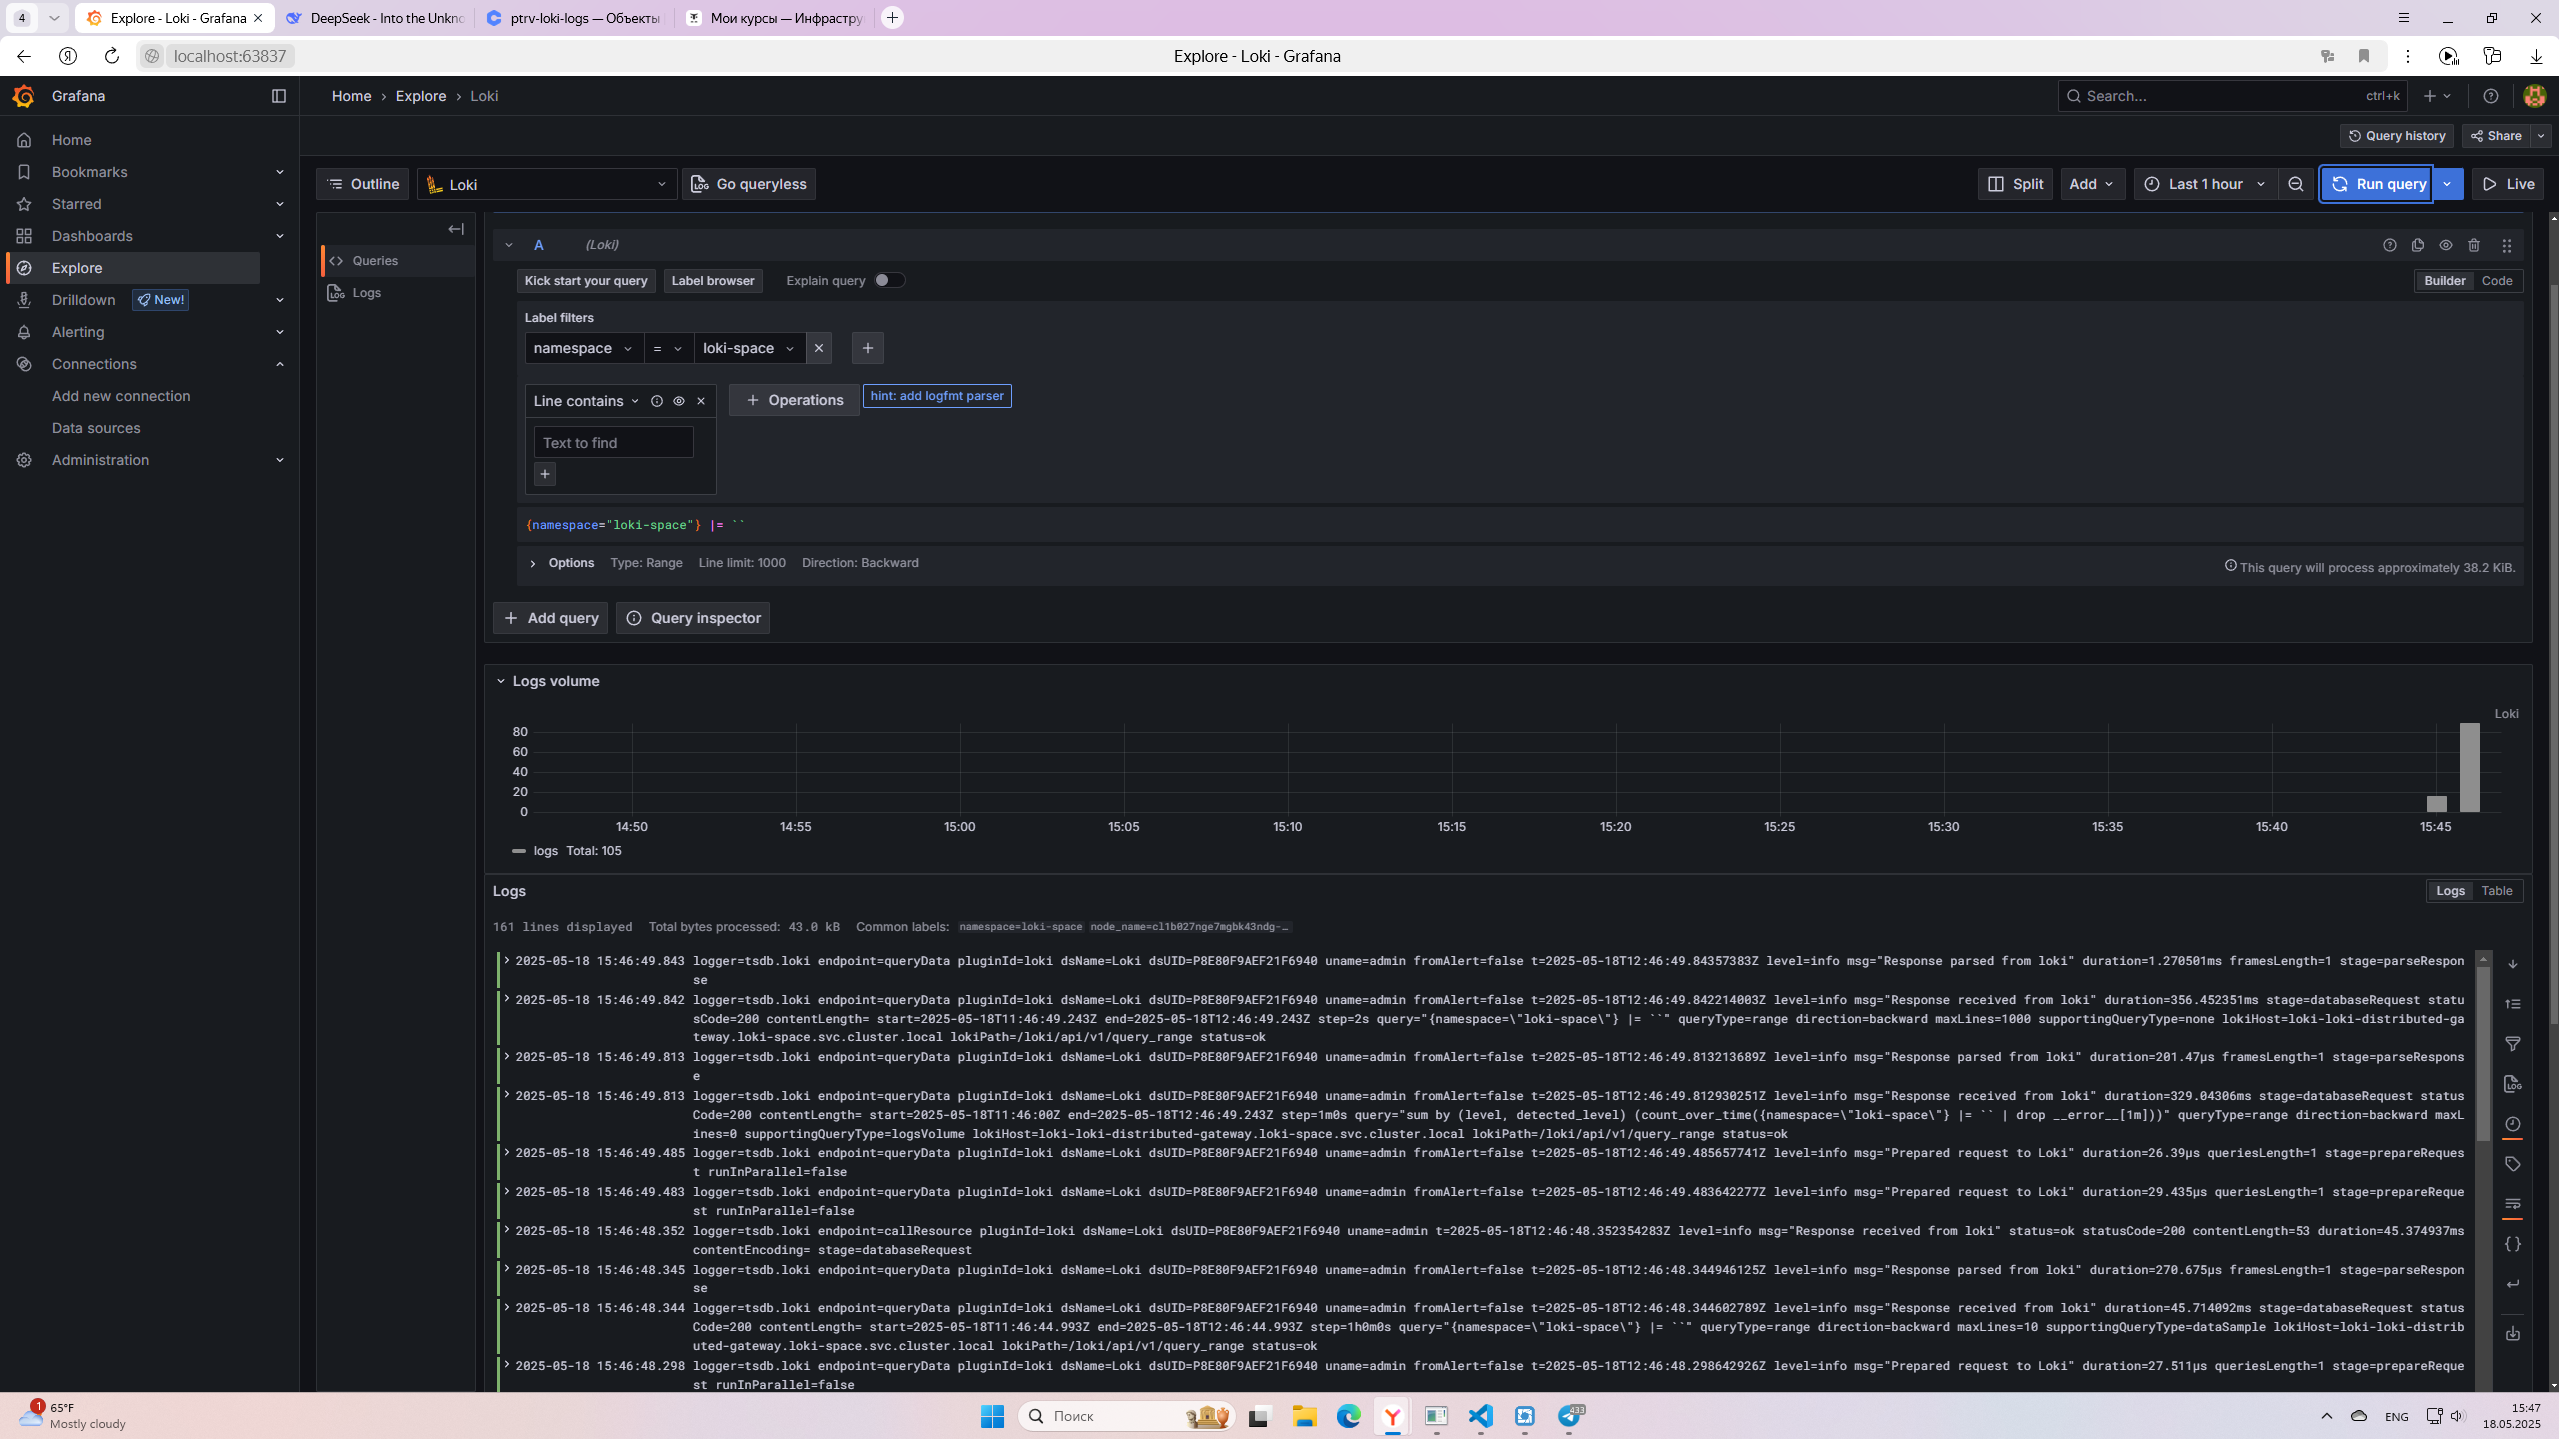 4
Explore - Loki - Grafana
DeepSeek - Into the Unkno
ptrv-loki-logs — Объекты
Мои курсы — Инфраструк
localhost:63837
Explore - Loki - Grafana
Grafana
Home › Explore › Loki
Search...
ctrl+k
Query history
Share
Home
Bookmarks
Starred
Dashboards
Explore
Drilldown
New!
Alerting
Connections
Add new connection
Data sources
Administration
Outline
Loki
Go queryless
Split
Add
Last 1 hour
Run query
Live
Queries
Logs
A
(Loki)
Kick start your query
Label browser
Explain query
Builder
Code
Label filters
namespace
=
loki-space
Line contains
Operations
hint: add logfmt parser
Text to find
{namespace="loki-space"} |= ``
Options Type: Range Line limit: 1000 Direction: Backward
This query will process approximately 38.2 KiB.
Add query
Query inspector
Logs volume
Loki
80
60
40
20
0
14:50 14:55 15:00 15:05 15:10 15:15 15:20 15:25 15:30 15:35 15:40 15:45
logs Total: 105
Logs
Logs
Table
161 lines displayed Total bytes processed: 43.0 kB Common labels: namespace=loki-space node_name=cl1b027nge7mgbk43ndg-…
2025-05-18 15:46:49.843 logger=tsdb.loki endpoint=queryData pluginId=loki dsName=Loki dsUID=P8E80F9AEF21F6940 uname=admin fromAlert=false t=2025-05-18T12:46:49.84357383Z level=info msg="Response parsed from loki" duration=1.270501ms framesLength=1 stage=parseRespon
se
2025-05-18 15:46:49.842 logger=tsdb.loki endpoint=queryData pluginId=loki dsName=Loki dsUID=P8E80F9AEF21F6940 uname=admin fromAlert=false t=2025-05-18T12:46:49.842214003Z level=info msg="Response received from loki" duration=356.452351ms stage=databaseRequest statu
sCode=200 contentLength= start=2025-05-18T11:46:49.243Z end=2025-05-18T12:46:49.243Z step=2s query="{namespace=\"loki-space\"} |= ``" queryType=range direction=backward maxLines=1000 supportingQueryType=none lokiHost=loki-loki-distributed-ga
teway.loki-space.svc.cluster.local lokiPath=/loki/api/v1/query_range status=ok
2025-05-18 15:46:49.813 logger=tsdb.loki endpoint=queryData pluginId=loki dsName=Loki dsUID=P8E80F9AEF21F6940 uname=admin fromAlert=false t=2025-05-18T12:46:49.813213689Z level=info msg="Response parsed from loki" duration=201.47µs framesLength=1 stage=parseRespons
e
2025-05-18 15:46:49.813 logger=tsdb.loki endpoint=queryData pluginId=loki dsName=Loki dsUID=P8E80F9AEF21F6940 uname=admin fromAlert=false t=2025-05-18T12:46:49.812930251Z level=info msg="Response received from loki" duration=329.04306ms stage=databaseRequest status
Code=200 contentLength= start=2025-05-18T11:46:00Z end=2025-05-18T12:46:49.243Z step=1m0s query="sum by (level, detected_level) (count_over_time({namespace=\"loki-space\"} |= `` | drop __error__[1m]))" queryType=range direction=backward maxL
ines=0 supportingQueryType=logsVolume lokiHost=loki-loki-distributed-gateway.loki-space.svc.cluster.local lokiPath=/loki/api/v1/query_range status=ok
2025-05-18 15:46:49.485 logger=tsdb.loki endpoint=queryData pluginId=loki dsName=Loki dsUID=P8E80F9AEF21F6940 uname=admin fromAlert=false t=2025-05-18T12:46:49.485657741Z level=info msg="Prepared request to Loki" duration=26.39µs queriesLength=1 stage=prepareReques
t runInParallel=false
2025-05-18 15:46:49.483 logger=tsdb.loki endpoint=queryData pluginId=loki dsName=Loki dsUID=P8E80F9AEF21F6940 uname=admin fromAlert=false t=2025-05-18T12:46:49.483642277Z level=info msg="Prepared request to Loki" duration=29.435µs queriesLength=1 stage=prepareReque
st runInParallel=false
2025-05-18 15:46:48.352 logger=tsdb.loki endpoint=callResource pluginId=loki dsName=Loki dsUID=P8E80F9AEF21F6940 uname=admin t=2025-05-18T12:46:48.352354283Z level=info msg="Response received from loki" status=ok statusCode=200 contentLength=53 duration=45.374937ms
contentEncoding= stage=databaseRequest
2025-05-18 15:46:48.345 logger=tsdb.loki endpoint=queryData pluginId=loki dsName=Loki dsUID=P8E80F9AEF21F6940 uname=admin fromAlert=false t=2025-05-18T12:46:48.344946125Z level=info msg="Response parsed from loki" duration=270.675µs framesLength=1 stage=parseRespon
se
2025-05-18 15:46:48.344 logger=tsdb.loki endpoint=queryData pluginId=loki dsName=Loki dsUID=P8E80F9AEF21F6940 uname=admin fromAlert=false t=2025-05-18T12:46:48.344602789Z level=info msg="Response received from loki" duration=45.714092ms stage=databaseRequest status
Code=200 contentLength= start=2025-05-18T11:46:44.993Z end=2025-05-18T12:46:44.993Z step=1h0m0s query="{namespace=\"loki-space\"} |= ``" queryType=range direction=backward maxLines=10 supportingQueryType=dataSample lokiHost=loki-loki-distrib
uted-gateway.loki-space.svc.cluster.local lokiPath=/loki/api/v1/query_range status=ok
2025-05-18 15:46:48.298 logger=tsdb.loki endpoint=queryData pluginId=loki dsName=Loki dsUID=P8E80F9AEF21F6940 uname=admin fromAlert=false t=2025-05-18T12:46:48.298642926Z level=info msg="Prepared request to Loki" duration=27.511µs queriesLength=1 stage=prepareReque
st runInParallel=false
1
65°F
Mostly cloudy
Поиск
433
ENG
15:47
18.05.2025